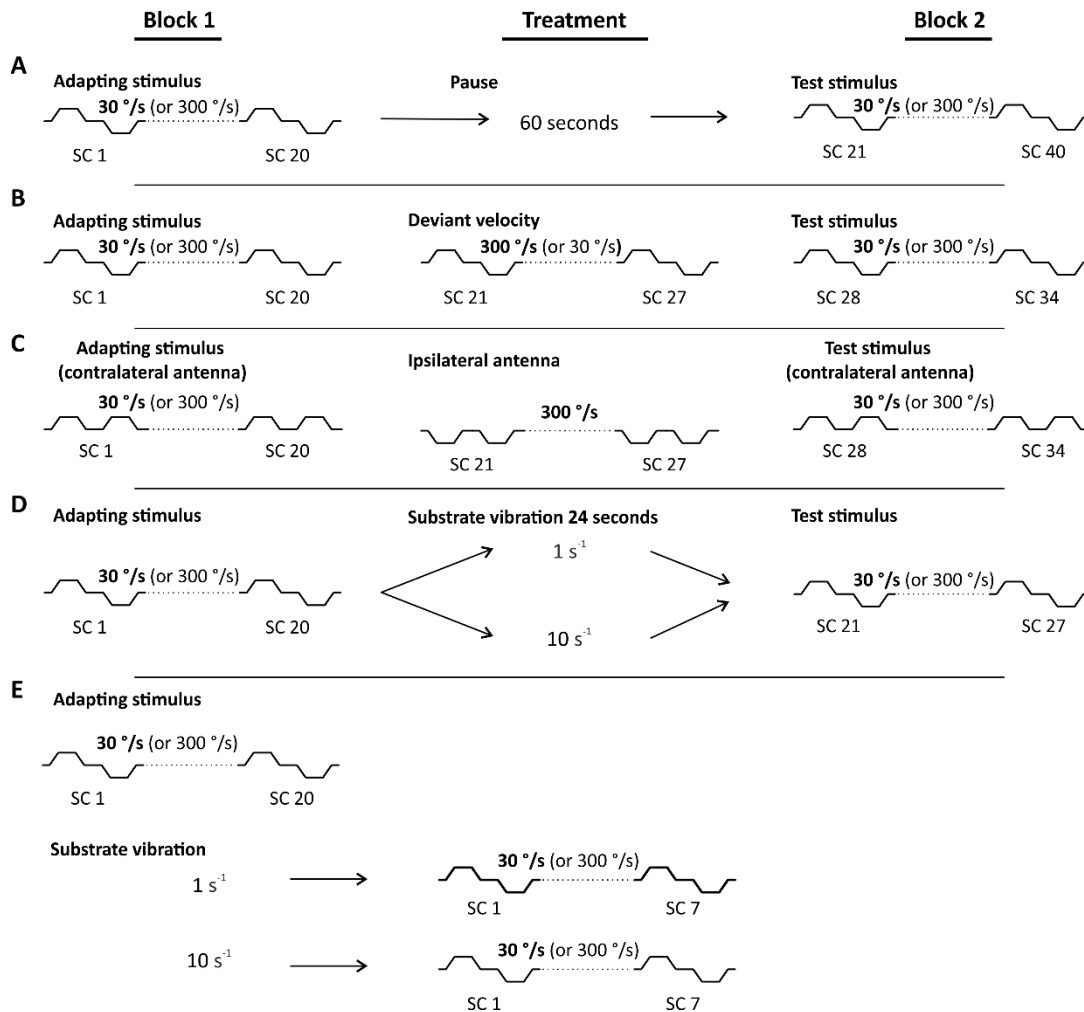 Block 1 Treatment Block 2
A
Adapting stimulus Pause Test stimulus
30 °/s (or 300 °/s) 60 seconds 30 °/s (or 300 °/s)
SC 1 SC 20 SC 21 SC 40
B
Adapting stimulus Deviant velocity Test stimulus
30 °/s (or 300 °/s) 300 °/s (or 30 °/s) 30 °/s (or 300 °/s)
SC 1 SC 20 SC 21 SC 27 SC 28 SC 34
C
Adapting stimulus Ipsilateral antenna Test stimulus
(contralateral antenna) (contralateral antenna)
30 °/s (or 300 °/s) 300 °/s 30 °/s (or 300 °/s)
SC 1 SC 20 SC 21 SC 27 SC 28 SC 34
D
Adapting stimulus Substrate vibration 24 seconds Test stimulus
1 s⁻¹
30 °/s (or 300 °/s) 30 °/s (or 300 °/s)
SC 1 SC 20 10 s⁻¹ SC 21 SC 27
E
Adapting stimulus
30 °/s (or 300 °/s)
SC 1 SC 20
Substrate vibration
1 s⁻¹ 30 °/s (or 300 °/s)
SC 1 SC 7
10 s⁻¹ 30 °/s (or 300 °/s)
SC 1 SC 7